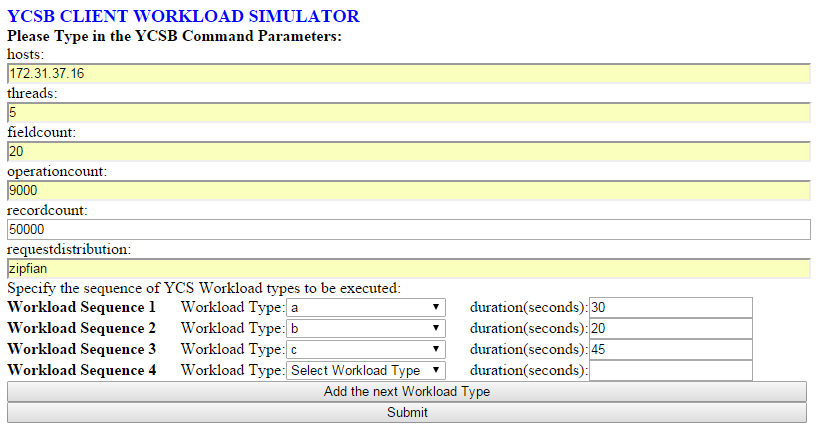 YCSB CLIENT WORKLOAD SIMULATOR
Please Type in the YCSB Command Parameters:
hosts:
172.31.37.16
threads:
5
fieldcount:
20
operationcount:
9000
recordcount:
50000
requestdistribution:
zipfian
Specify the sequence of YCS Workload types to be executed:
Workload Sequence 1 Workload Type: a duration(seconds): 30
Workload Sequence 2 Workload Type: b duration(seconds): 20
Workload Sequence 3 Workload Type: c duration(seconds): 45
Workload Sequence 4 Workload Type: Select Workload Type duration(seconds):
Add the next Workload Type
Submit